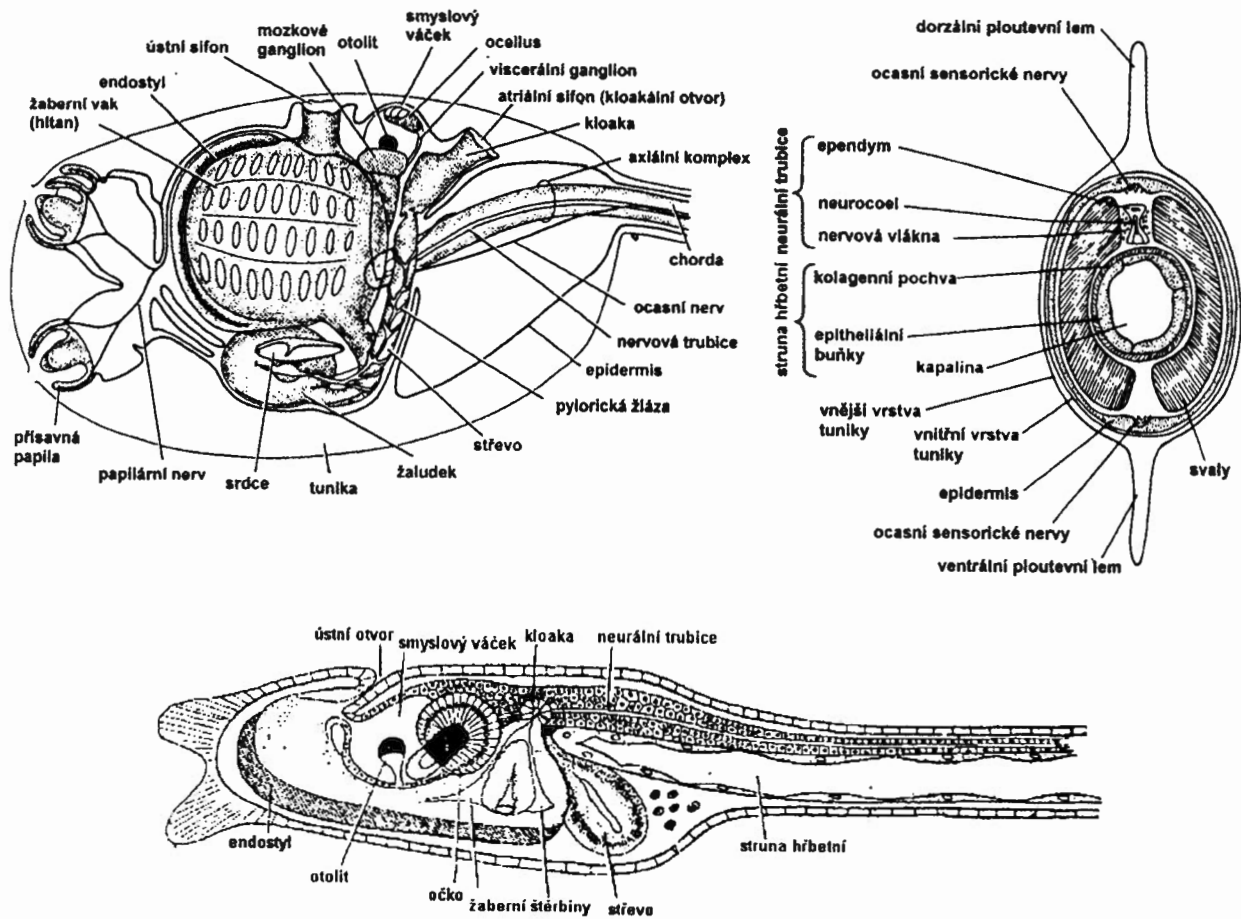 smyslový
váček
mozkové
ganglion
otolit
ocellus
ústní sifon
viscerální ganglion
endostyl
atriální sifon (kloakální otvor)
žaberní vak
(hltan)
kloaka
axiální komplex
chorda
ocasní nerv
nervová trubice
epidermis
pylorická žláza
přísavná
papila
střevo
papilární nerv
srdce
žaludek
tunika
dorzální ploutevní lem
ocasní sensorické nervy
struna hřbetní
neurální trubice
ependym
neurocoel
nervová vlákna
kolagenní pochva
epitheliální
buňky
kapalina
vnější vrstva
tuniky
vnitřní vrstva
tuniky
svaly
epidermis
ocasní sensorické nervy
ventrální ploutevní lem
ústní otvor
smyslový váček
kloaka
neurální trubice
endostyl
otolit
očko
žaberní štěrbiny
střevo
struna hřbetní